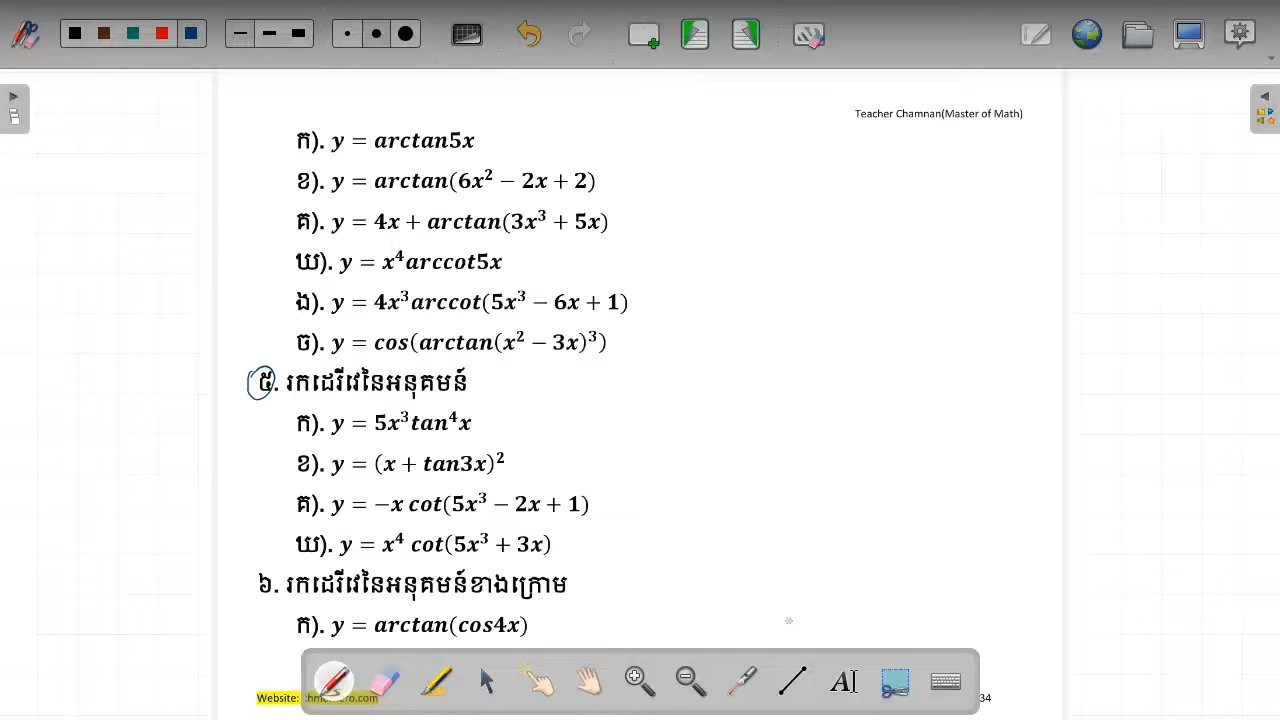 Teacher Chamnan(Master of Math)
ក). y = arctan5x
ខ). y = arctan(6x² − 2x + 2)
គ). y = 4x + arctan(3x³ + 5x)
ឃ). y = x⁴arccot5x
ង). y = 4x³arccot(5x³ − 6x + 1)
ច). y = cos(arctan(x² − 3x)³)
៥. រកដេរីវេនៃអនុគមន៍
ក). y = 5x³tan⁴x
ខ). y = (x + tan3x)²
គ). y = −x cot(5x³ − 2x + 1)
ឃ). y = x⁴ cot(5x³ + 3x)
៦. រកដេរីវេនៃអនុគមន៍ខាងក្រោម
ក). y = arctan(cos4x)
Website:
34